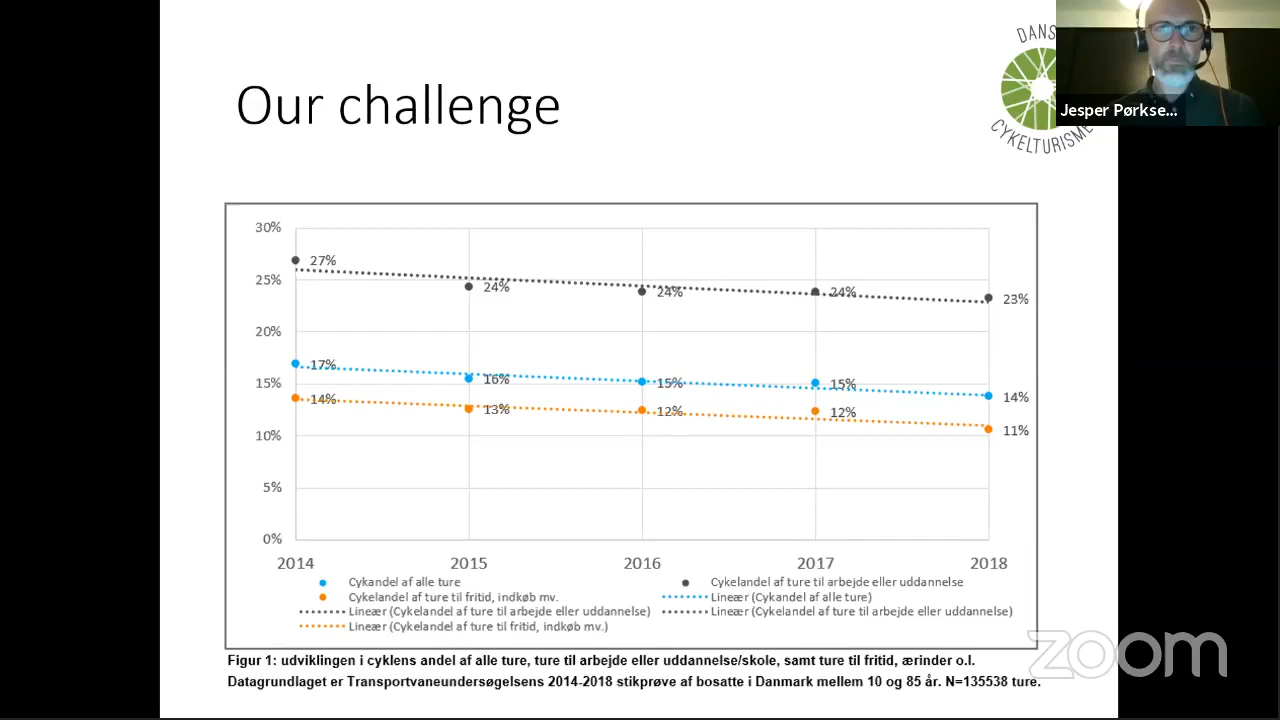 Our challenge
DANS
CYKELTURISME
Jesper Pørkse...
30%
25%
20%
15%
10%
5%
0%
27%
24%
24%
24%
23%
17%
16%
15%
15%
14%
14%
13%
12%
12%
11%
2014 2015 2016 2017 2018
Cykandel af alle ture
Cykelandel af ture til arbejde eller uddannelse
Cykelandel af ture til fritid, indkøb mv.
Lineær (Cykandel af alle ture)
Lineær (Cykelandel af ture til arbejde eller uddannelse)
Lineær (Cykelandel af ture til arbejde eller uddannelse)
Lineær (Cykelandel af ture til fritid, indkøb mv.)
Figur 1: udviklingen i cyklens andel af alle ture, ture til arbejde eller uddannelse/skole, samt ture til fritid, ærinder o.l.
Datagrundlaget er Transportvaneundersøgelsens 2014-2018 stikprøve af bosatte i Danmark mellem 10 og 85 år. N=135538 ture.
zoom